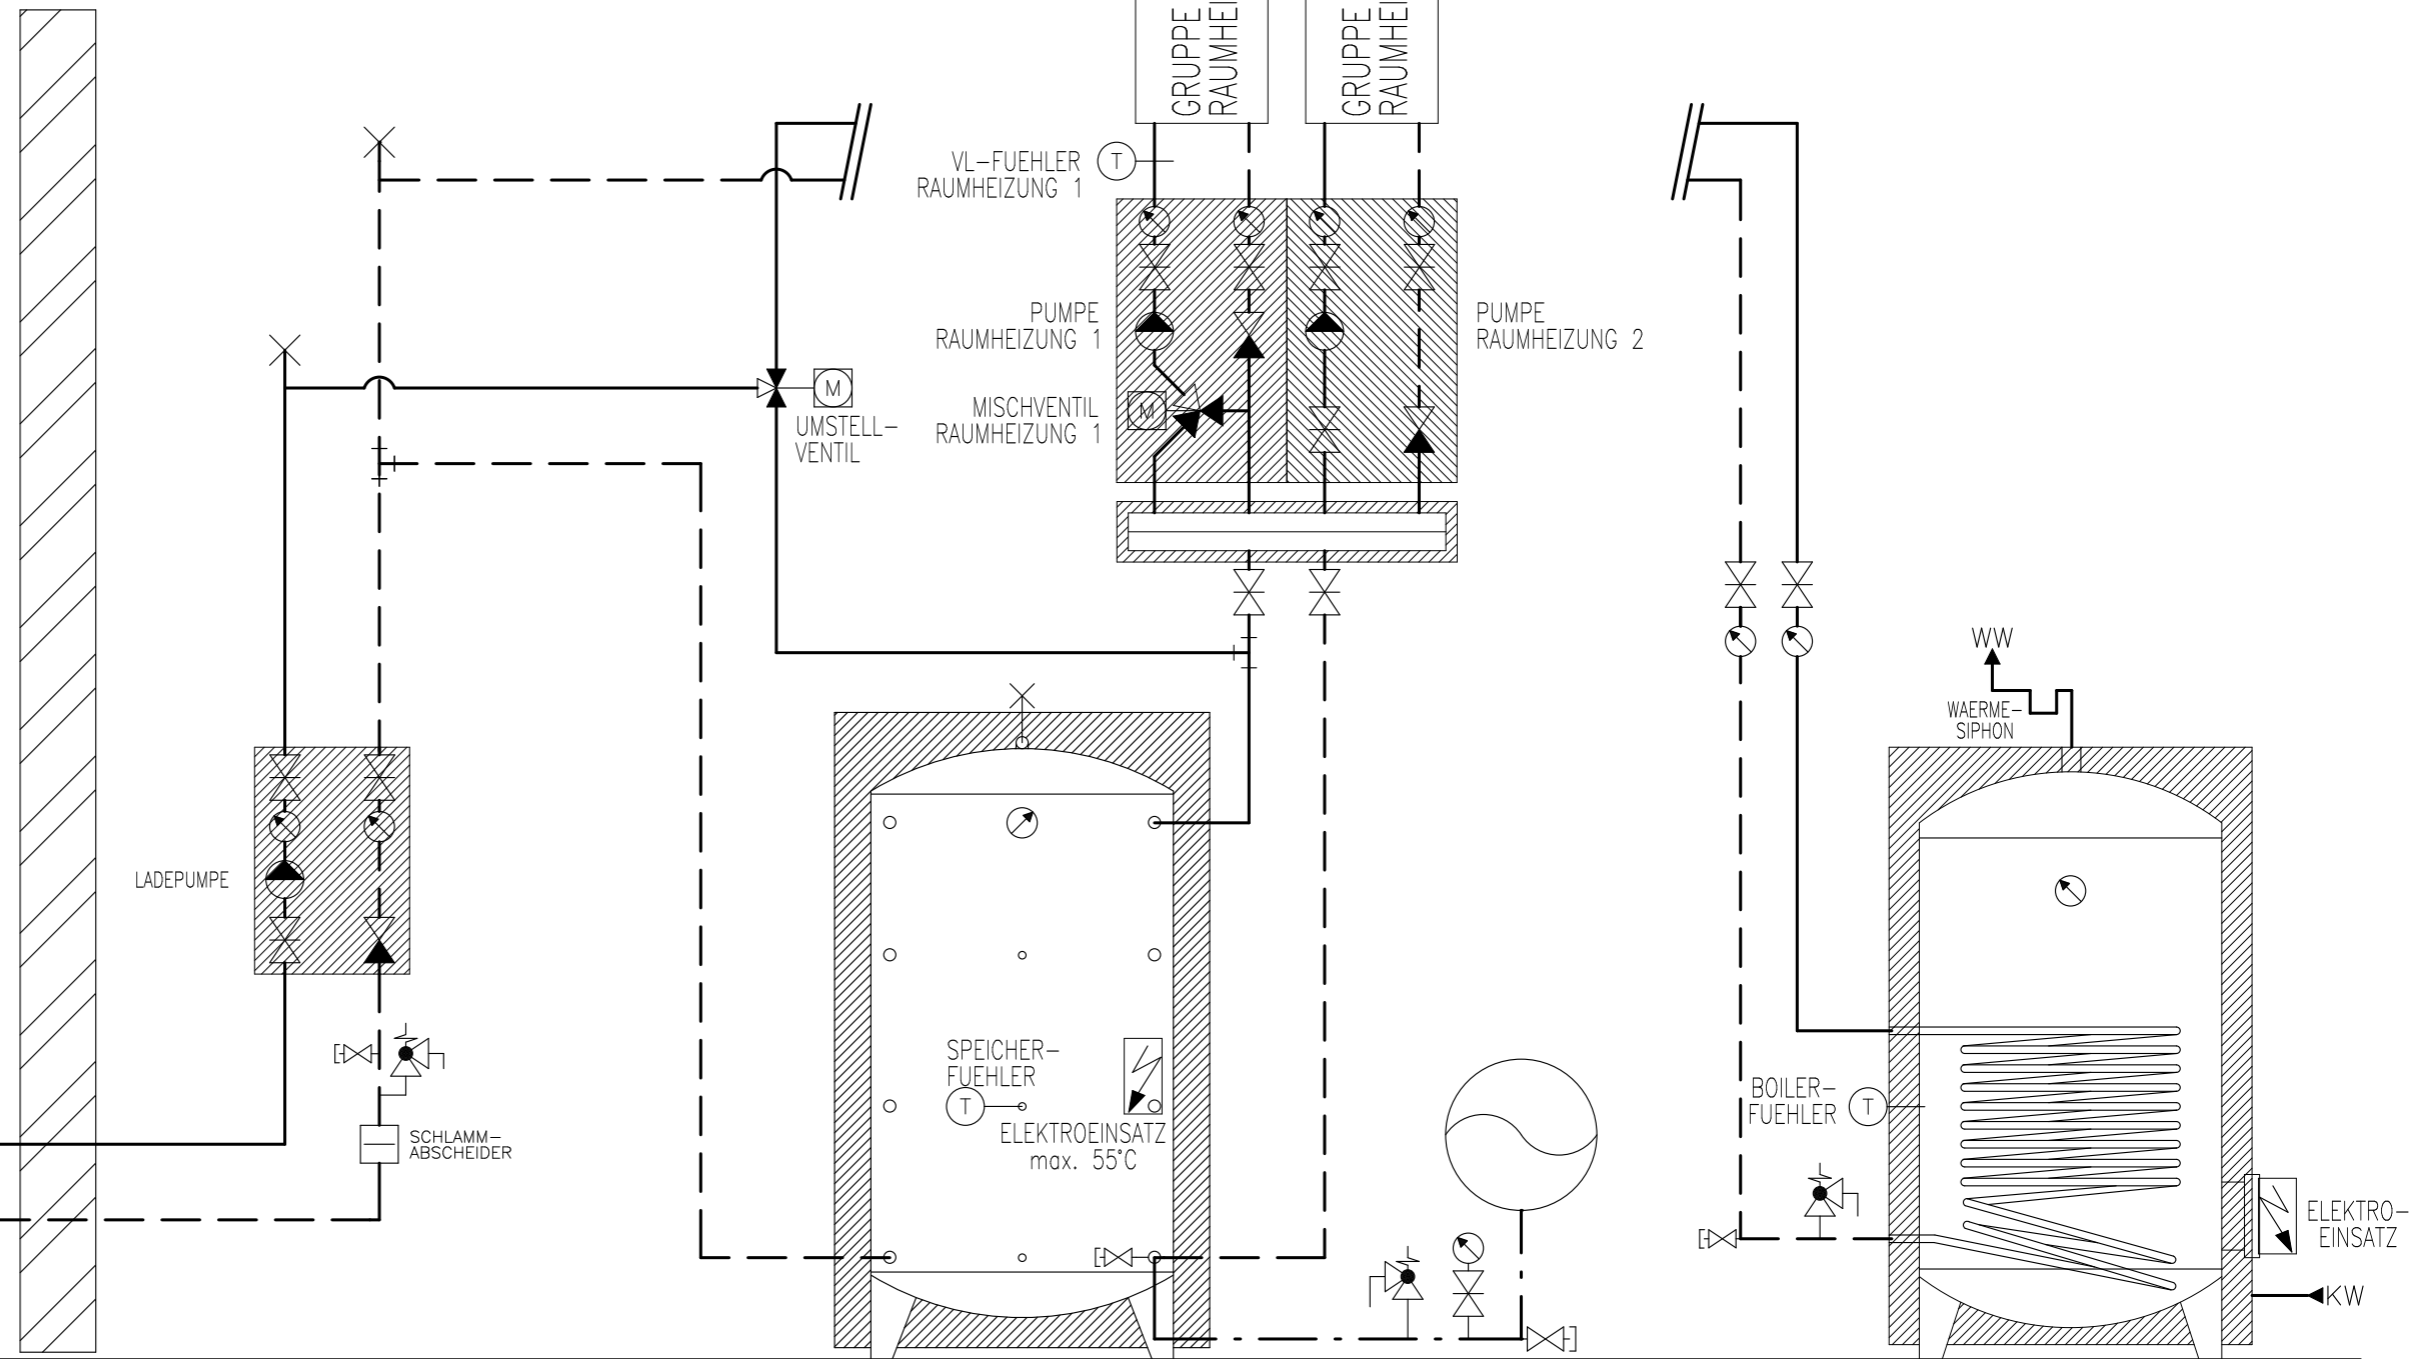 GRUPPE
RAUMHEI
GRUPPE
RAUMHEI
VL-FUEHLER
RAUMHEIZUNG 1
T
PUMPE
RAUMHEIZUNG 1
PUMPE
RAUMHEIZUNG 2
M
UMSTELL-
VENTIL
MISCHVENTIL
RAUMHEIZUNG 1
M
WW
WAERME-
SIPHON
LADEPUMPE
SPEICHER-
FUEHLER
T
ELEKTROEINSATZ
max. 55°C
SCHLAMM-
ABSCHEIDER
BOILER-
FUEHLER
T
ELEKTRO-
EINSATZ
KW